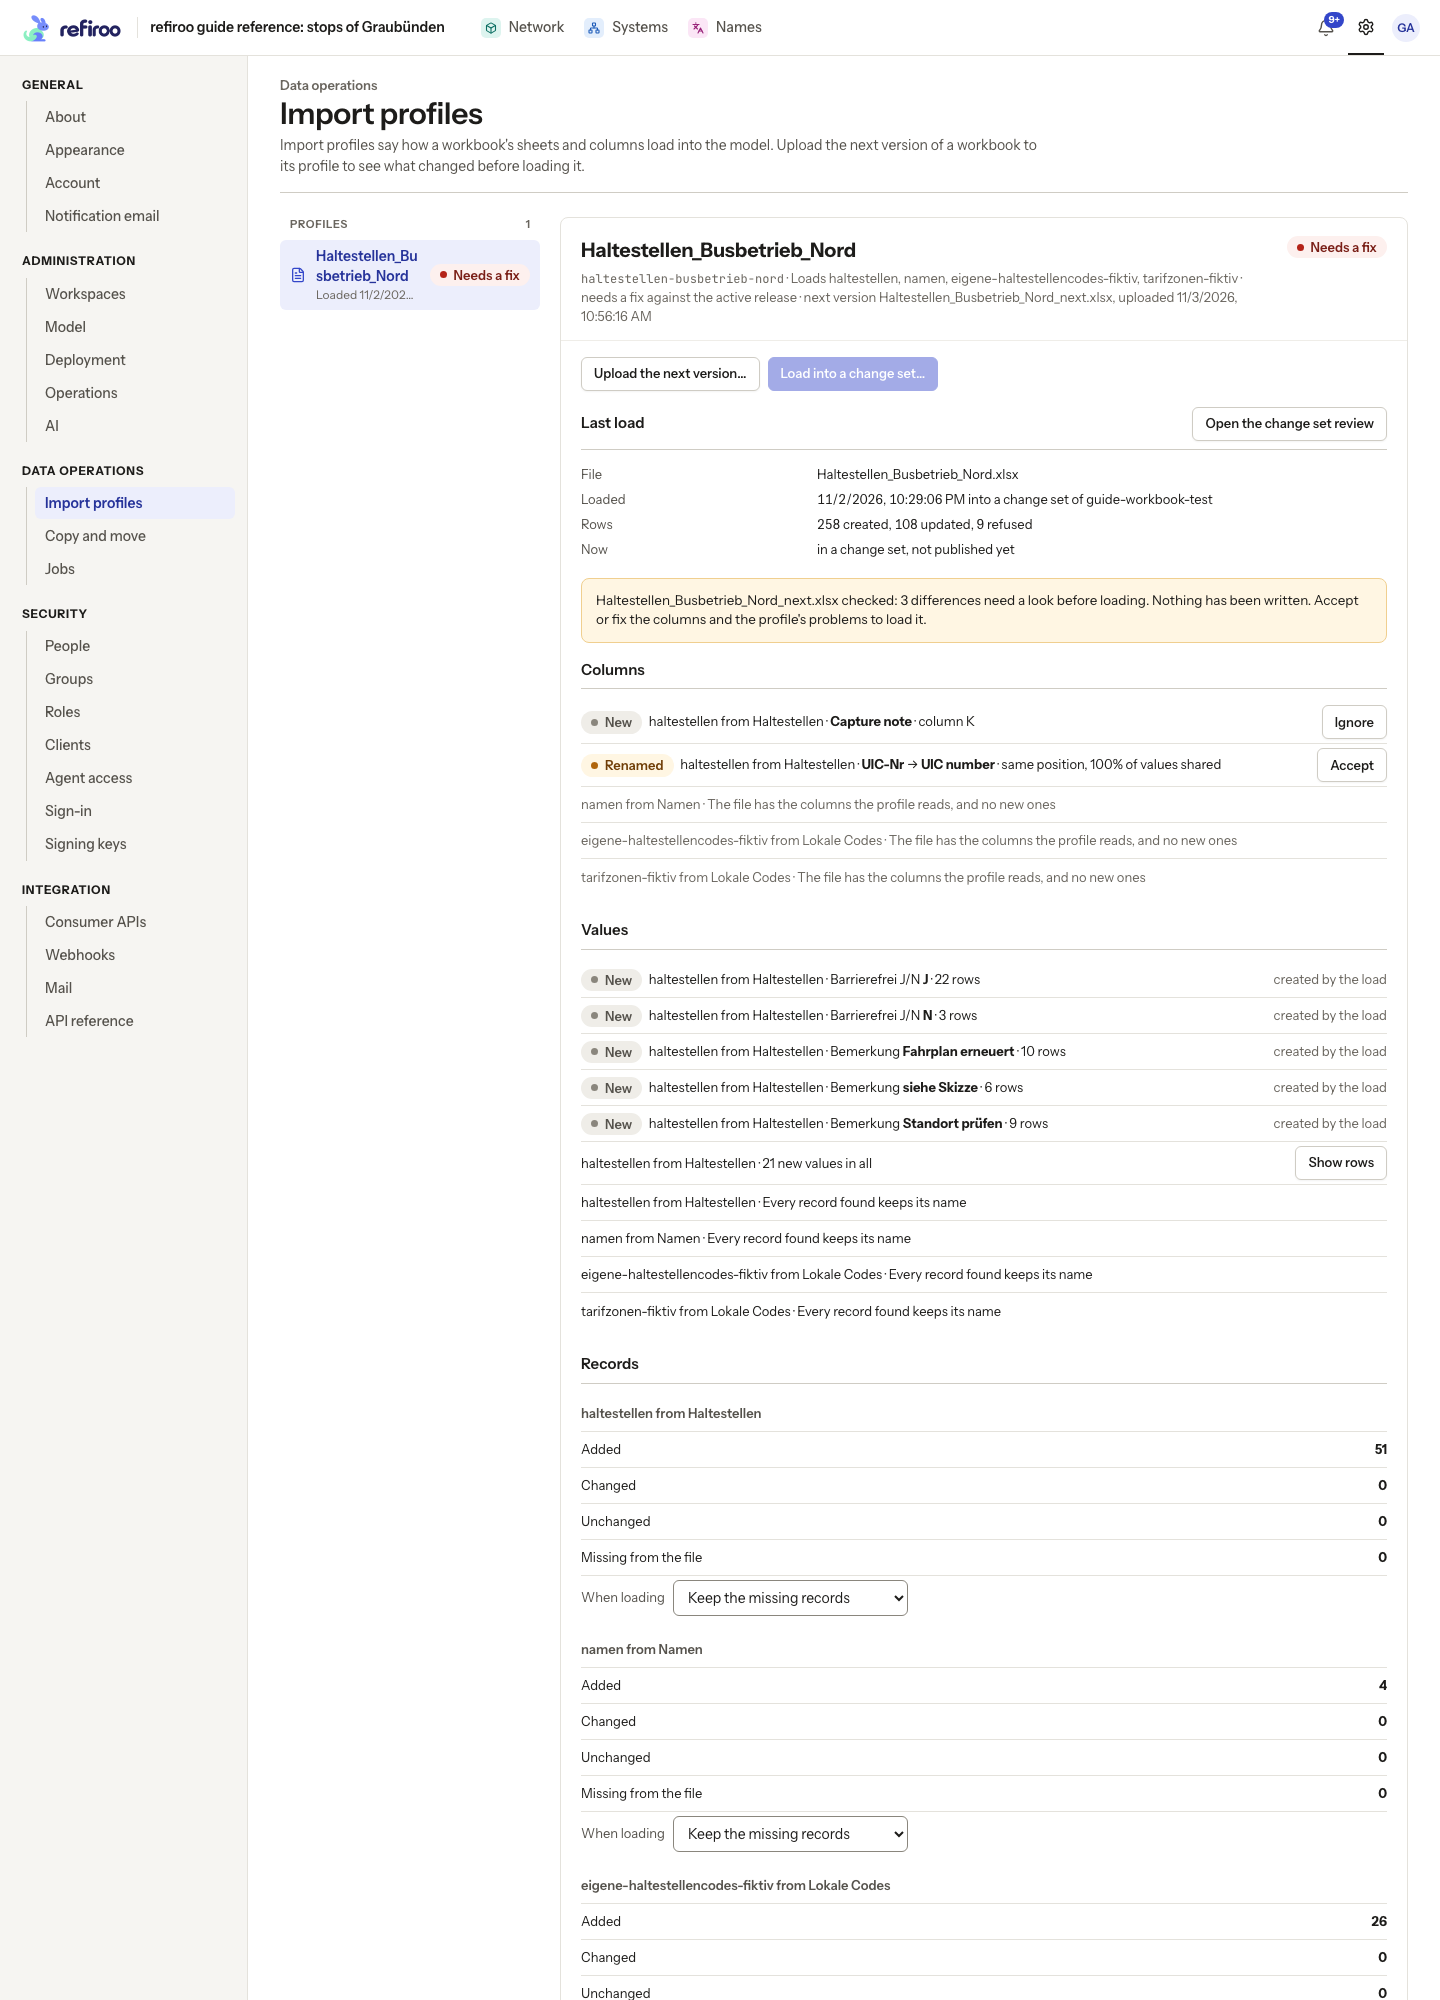 refiroo
refiroo guide reference: stops of Graubünden
Network
Systems
Names
9+
GA
GENERAL
About
Appearance
Account
Notification email
ADMINISTRATION
Workspaces
Model
Deployment
Operations
AI
DATA OPERATIONS
Import profiles
Copy and move
Jobs
SECURITY
People
Groups
Roles
Clients
Agent access
Sign-in
Signing keys
INTEGRATION
Consumer APIs
Webhooks
Mail
API reference
Data operations
Import profiles
Import profiles say how a workbook's sheets and columns load into the model. Upload the next version of a workbook to
its profile to see what changed before loading it.
PROFILES 1
Haltestellen_Bu
sbetrieb_Nord
Needs a fix
Loaded 11/2/202...
Haltestellen_Busbetrieb_Nord
Needs a fix
haltestellen-busbetrieb-nord · Loads haltestellen, namen, eigene-haltestellencodes-fiktiv, tarifzonen-fiktiv ·
needs a fix against the active release · next version Haltestellen_Busbetrieb_Nord_next.xlsx, uploaded 11/3/2026,
10:56:16 AM
Upload the next version...
Load into a change set...
Last load
Open the change set review
File Haltestellen_Busbetrieb_Nord.xlsx
Loaded 11/2/2026, 10:29:06 PM into a change set of guide-workbook-test
Rows 258 created, 108 updated, 9 refused
Now in a change set, not published yet
Haltestellen_Busbetrieb_Nord_next.xlsx checked: 3 differences need a look before loading. Nothing has been written. Accept
or fix the columns and the profile's problems to load it.
Columns
New haltestellen from Haltestellen · Capture note · column K Ignore
Renamed haltestellen from Haltestellen · UIC-Nr → UIC number · same position, 100% of values shared Accept
namen from Namen · The file has the columns the profile reads, and no new ones
eigene-haltestellencodes-fiktiv from Lokale Codes · The file has the columns the profile reads, and no new ones
tarifzonen-fiktiv from Lokale Codes · The file has the columns the profile reads, and no new ones
Values
New haltestellen from Haltestellen · Barrierefrei J/N J · 22 rows created by the load
New haltestellen from Haltestellen · Barrierefrei J/N N · 3 rows created by the load
New haltestellen from Haltestellen · Bemerkung Fahrplan erneuert · 10 rows created by the load
New haltestellen from Haltestellen · Bemerkung siehe Skizze · 6 rows created by the load
New haltestellen from Haltestellen · Bemerkung Standort prüfen · 9 rows created by the load
haltestellen from Haltestellen · 21 new values in all Show rows
haltestellen from Haltestellen · Every record found keeps its name
namen from Namen · Every record found keeps its name
eigene-haltestellencodes-fiktiv from Lokale Codes · Every record found keeps its name
tarifzonen-fiktiv from Lokale Codes · Every record found keeps its name
Records
haltestellen from Haltestellen
Added 51
Changed 0
Unchanged 0
Missing from the file 0
When loading Keep the missing records
namen from Namen
Added 4
Changed 0
Unchanged 0
Missing from the file 0
When loading Keep the missing records
eigene-haltestellencodes-fiktiv from Lokale Codes
Added 26
Changed 0
Unchanged 0